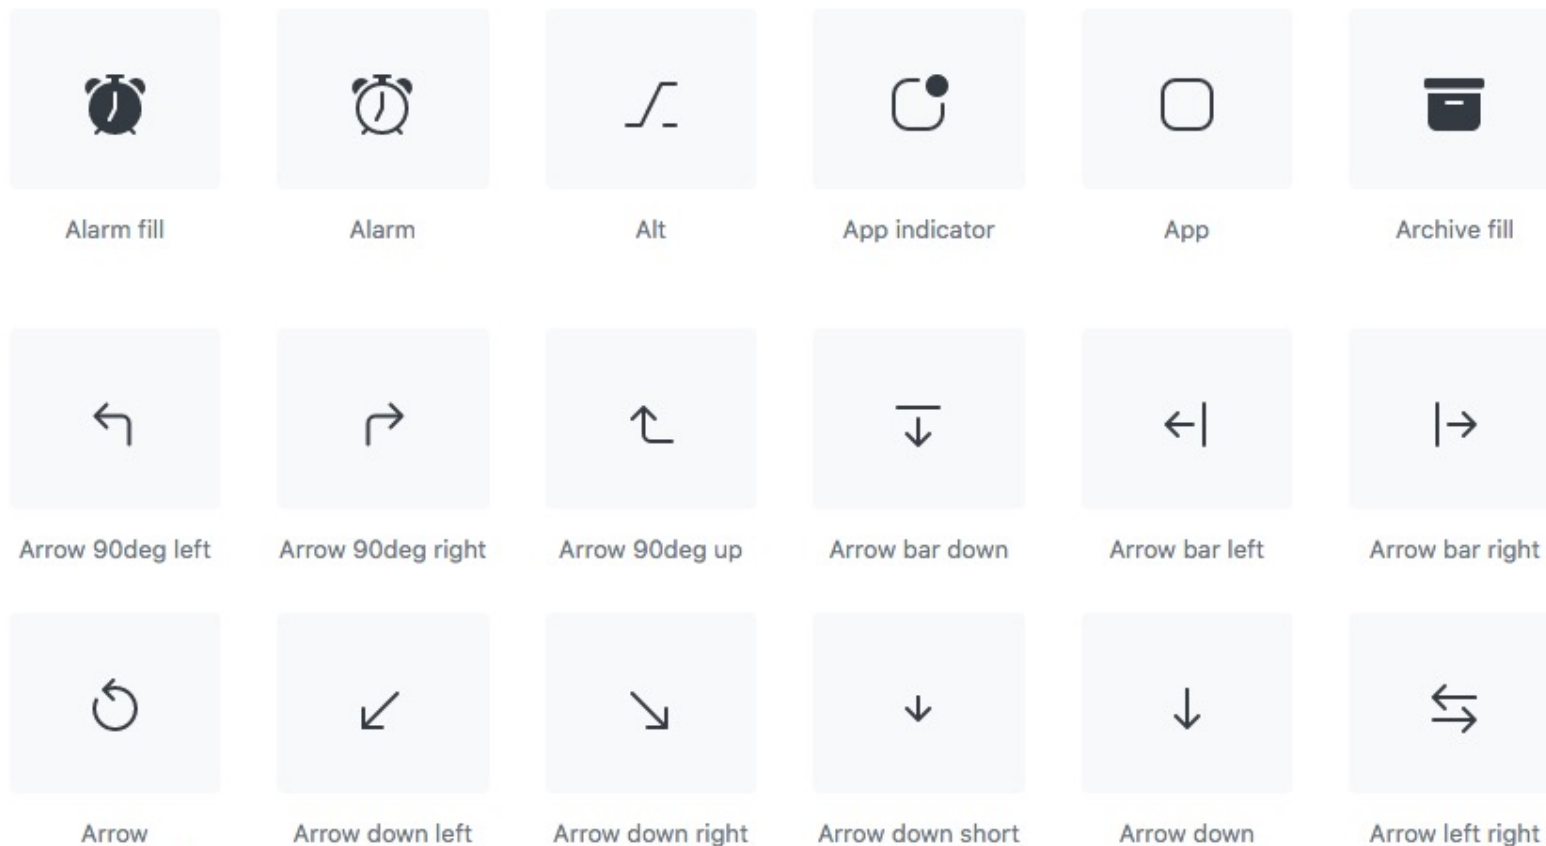 Alarm fill
Alarm
Alt
App indicator
App
Archive fill
Arrow 90deg left
Arrow 90deg right
Arrow 90deg up
Arrow bar down
Arrow bar left
Arrow bar right
Arrow
Arrow down left
Arrow down right
Arrow down short
Arrow down
Arrow left right